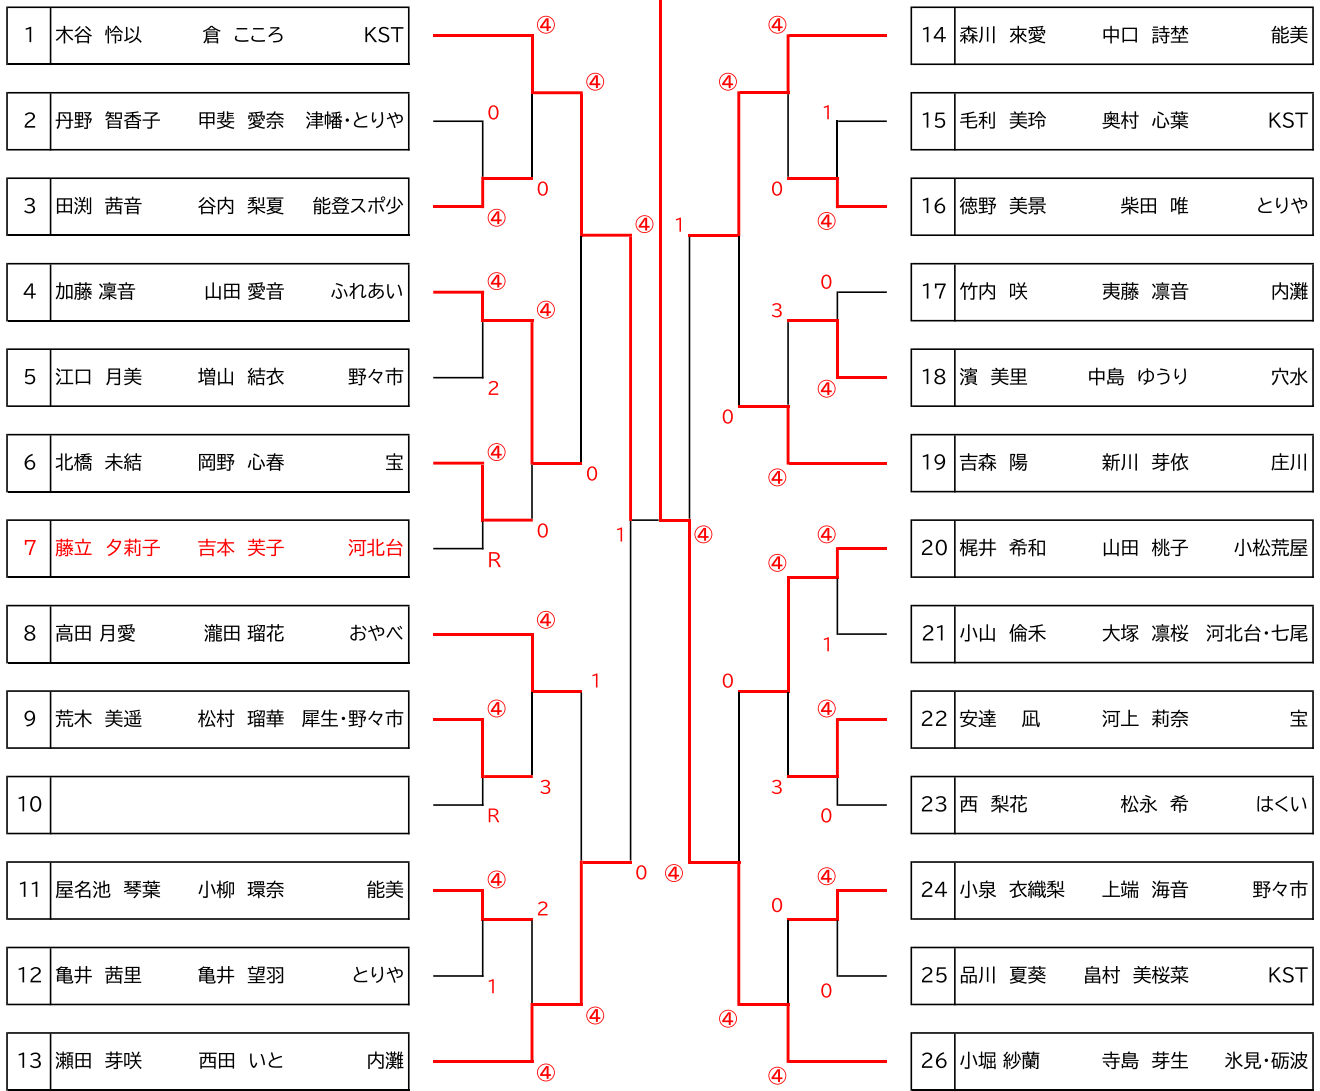 1 木谷 怜以 倉 こころ KST
2 丹野 智香子 甲斐 愛奈 津幡・とりや
3 田渕 茜音 谷内 梨夏 能登スポ少
4 加藤 凜音 山田 愛音 ふれあい
5 江口 月美 増山 結衣 野々市
6 北橋 未結 岡野 心春 宝
7 藤立 夕莉子 吉本 芙子 河北台
8 高田 月愛 瀧田 瑠花 おやべ
9 荒木 美遥 松村 瑠華 犀生・野々市
10
11 屋名池 琴葉 小柳 環奈 能美
12 亀井 茜里 亀井 望羽 とりや
13 瀬田 芽咲 西田 いと 内灘
④
④
0
0
④
④
④
④
2
④
0
0
R
1
④
1
④
3
R
④
2
0
1
④
④
④
④
1
1
0
④
0
3
④
0
④
④
④
④
1
0
④
3
0
④
④
0
0
④
④
14 森川 來愛 中口 詩埜 能美
15 毛利 美玲 奥村 心葉 KST
16 徳野 美景 柴田 唯 とりや
17 竹内 咲 夷藤 凛音 内灘
18 濱 美里 中島 ゆうり 穴水
19 吉森 陽 新川 芽依 庄川
20 梶井 希和 山田 桃子 小松荒屋
21 小山 倫禾 大塚 凛桜 河北台・七尾
22 安達 凪 河上 莉奈 宝
23 西 梨花 松永 希 はくい
24 小泉 衣織梨 上端 海音 野々市
25 品川 夏葵 畠村 美桜菜 KST
26 小堀 紗蘭 寺島 芽生 氷見・砺波